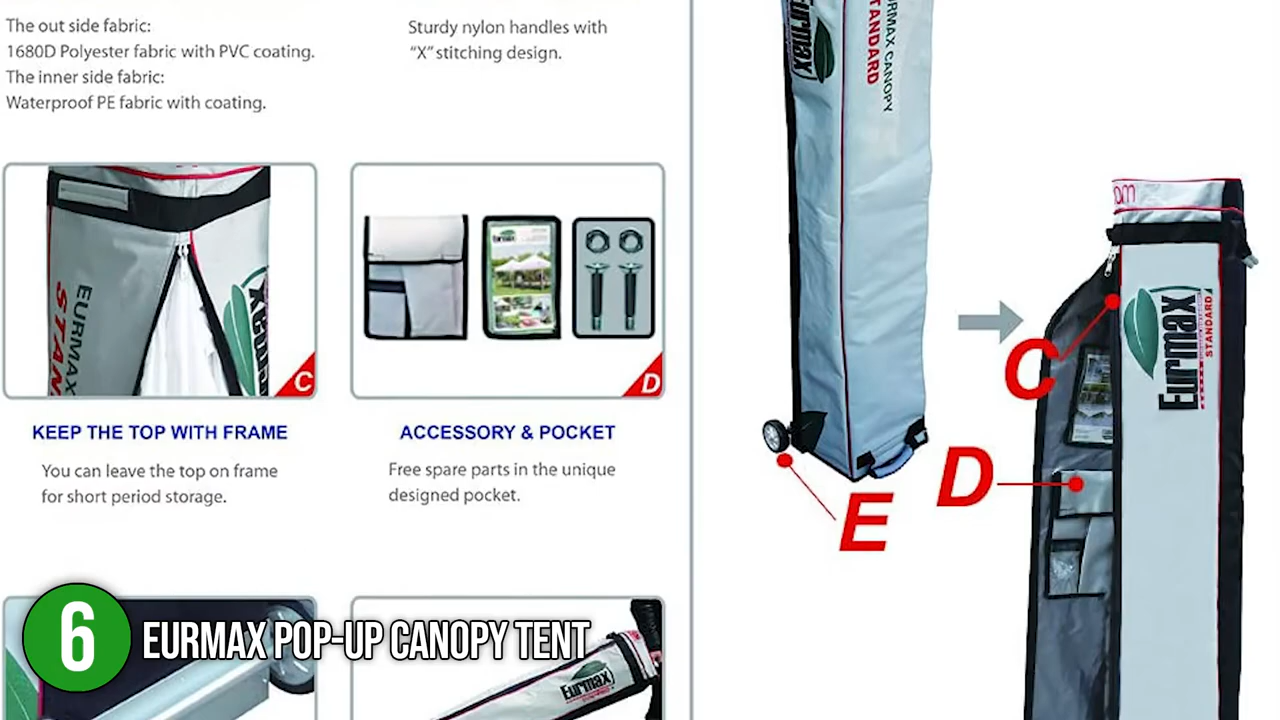 The out side fabric:
1680D Polyester fabric with PVC coating.
The inner side fabric:
Waterproof PE fabric with coating.
Sturdy nylon handles with
“X” stitching design.
EURMAX
STAN
C
KEEP THE TOP WITH FRAME
You can leave the top on frame
for short period storage.
Eurmax
D
ACCESSORY & POCKET
Free spare parts in the unique
designed pocket.
6
EURMAX POP-UP CANOPY TENT
Eurmax
Eurmax
EURMAX CANOPY
STANDARD
E
om
Eurmax
STANDARD
C
D